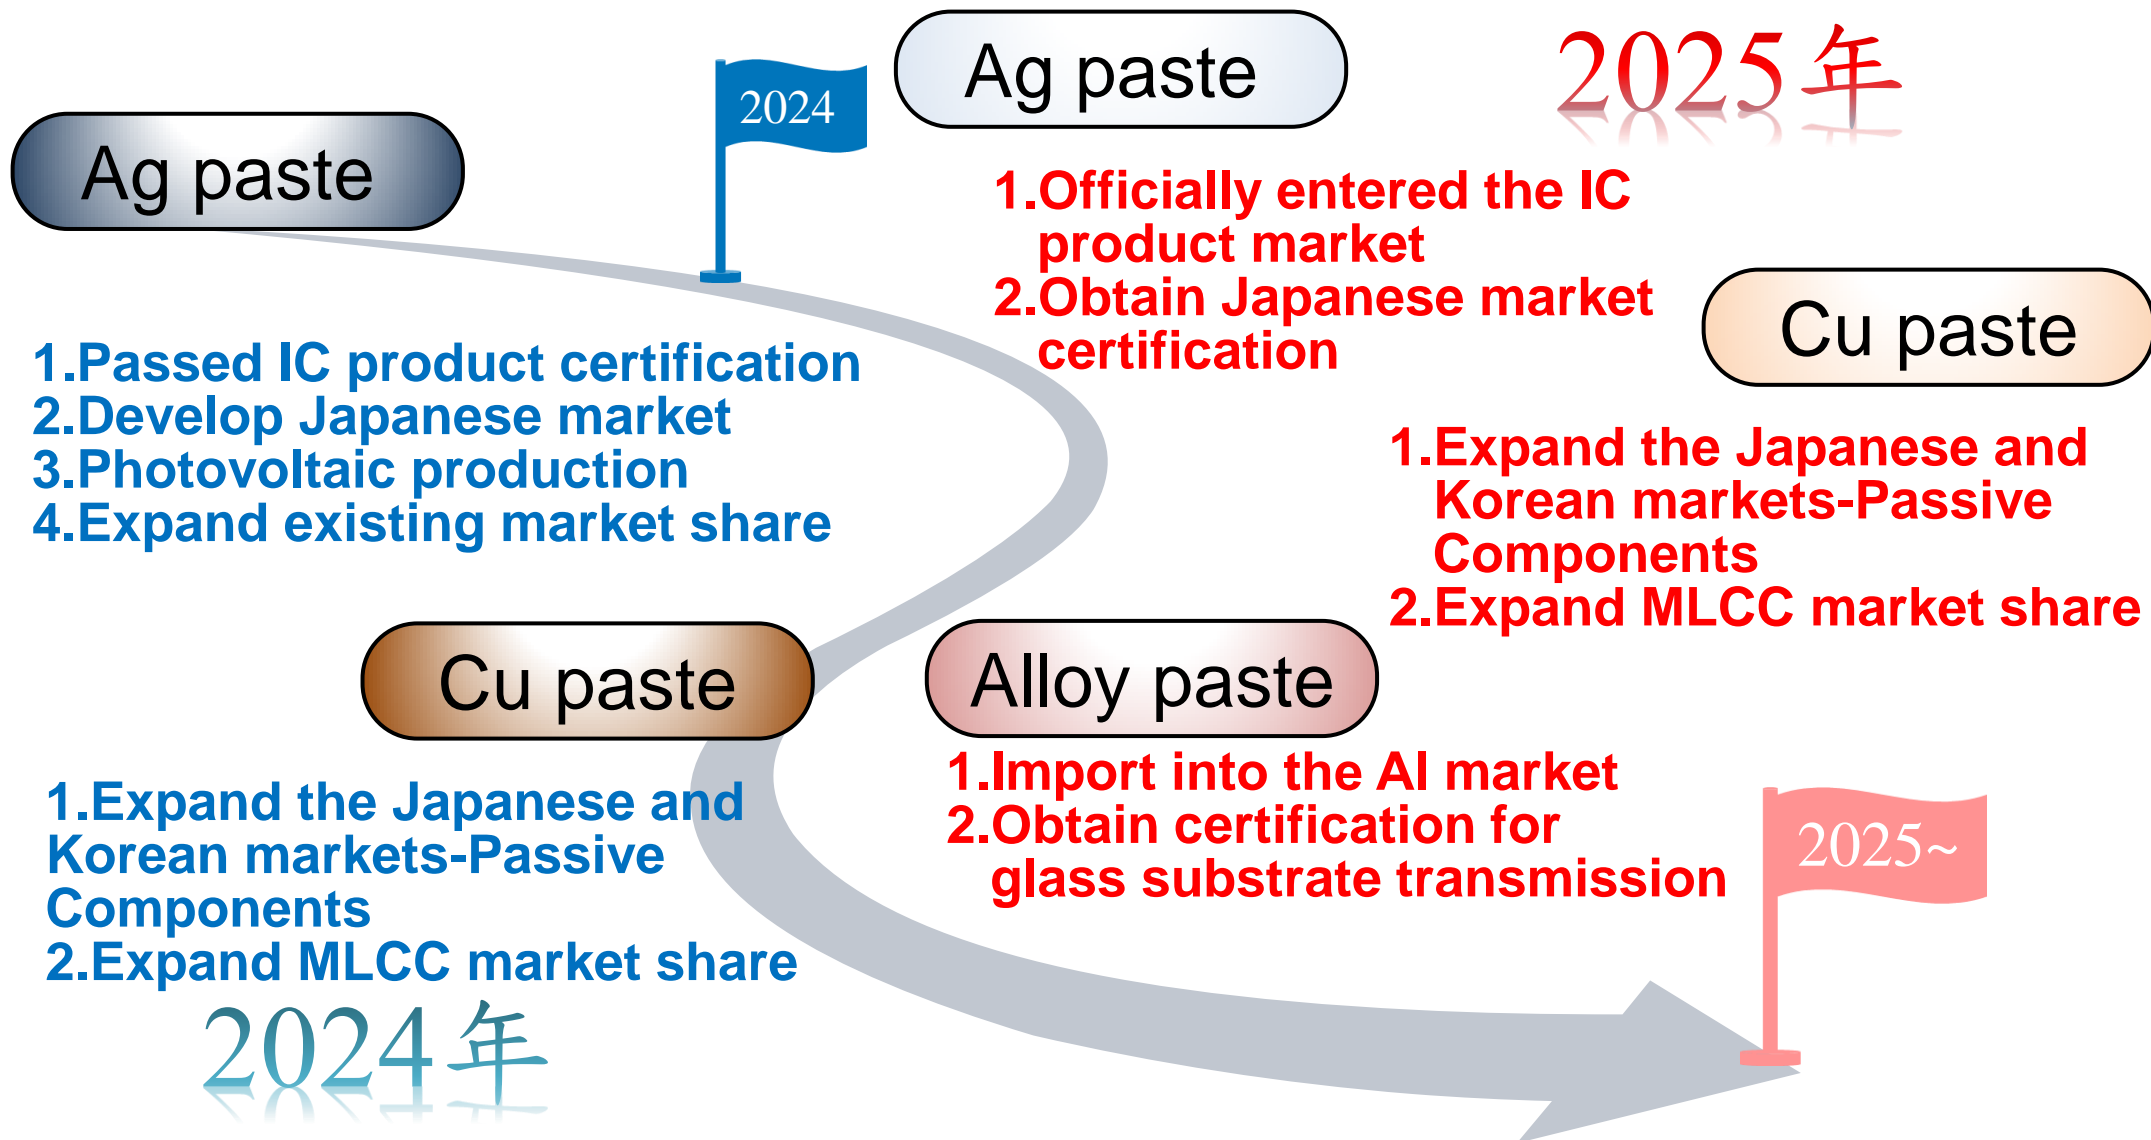 Ag paste
2024
1.Passed IC product certification
2.Develop Japanese market
3.Photovoltaic production
4.Expand existing market share
Cu paste
1.Expand the Japanese and
Korean markets-Passive
Components
2.Expand MLCC market share
2024年
Ag paste
2025年
1.Officially entered the IC
product market
2.Obtain Japanese market
certification
Cu paste
1.Expand the Japanese and
Korean markets-Passive
Components
2.Expand MLCC market share
Alloy paste
1.Import into the AI market
2.Obtain certification for
glass substrate transmission
2025~